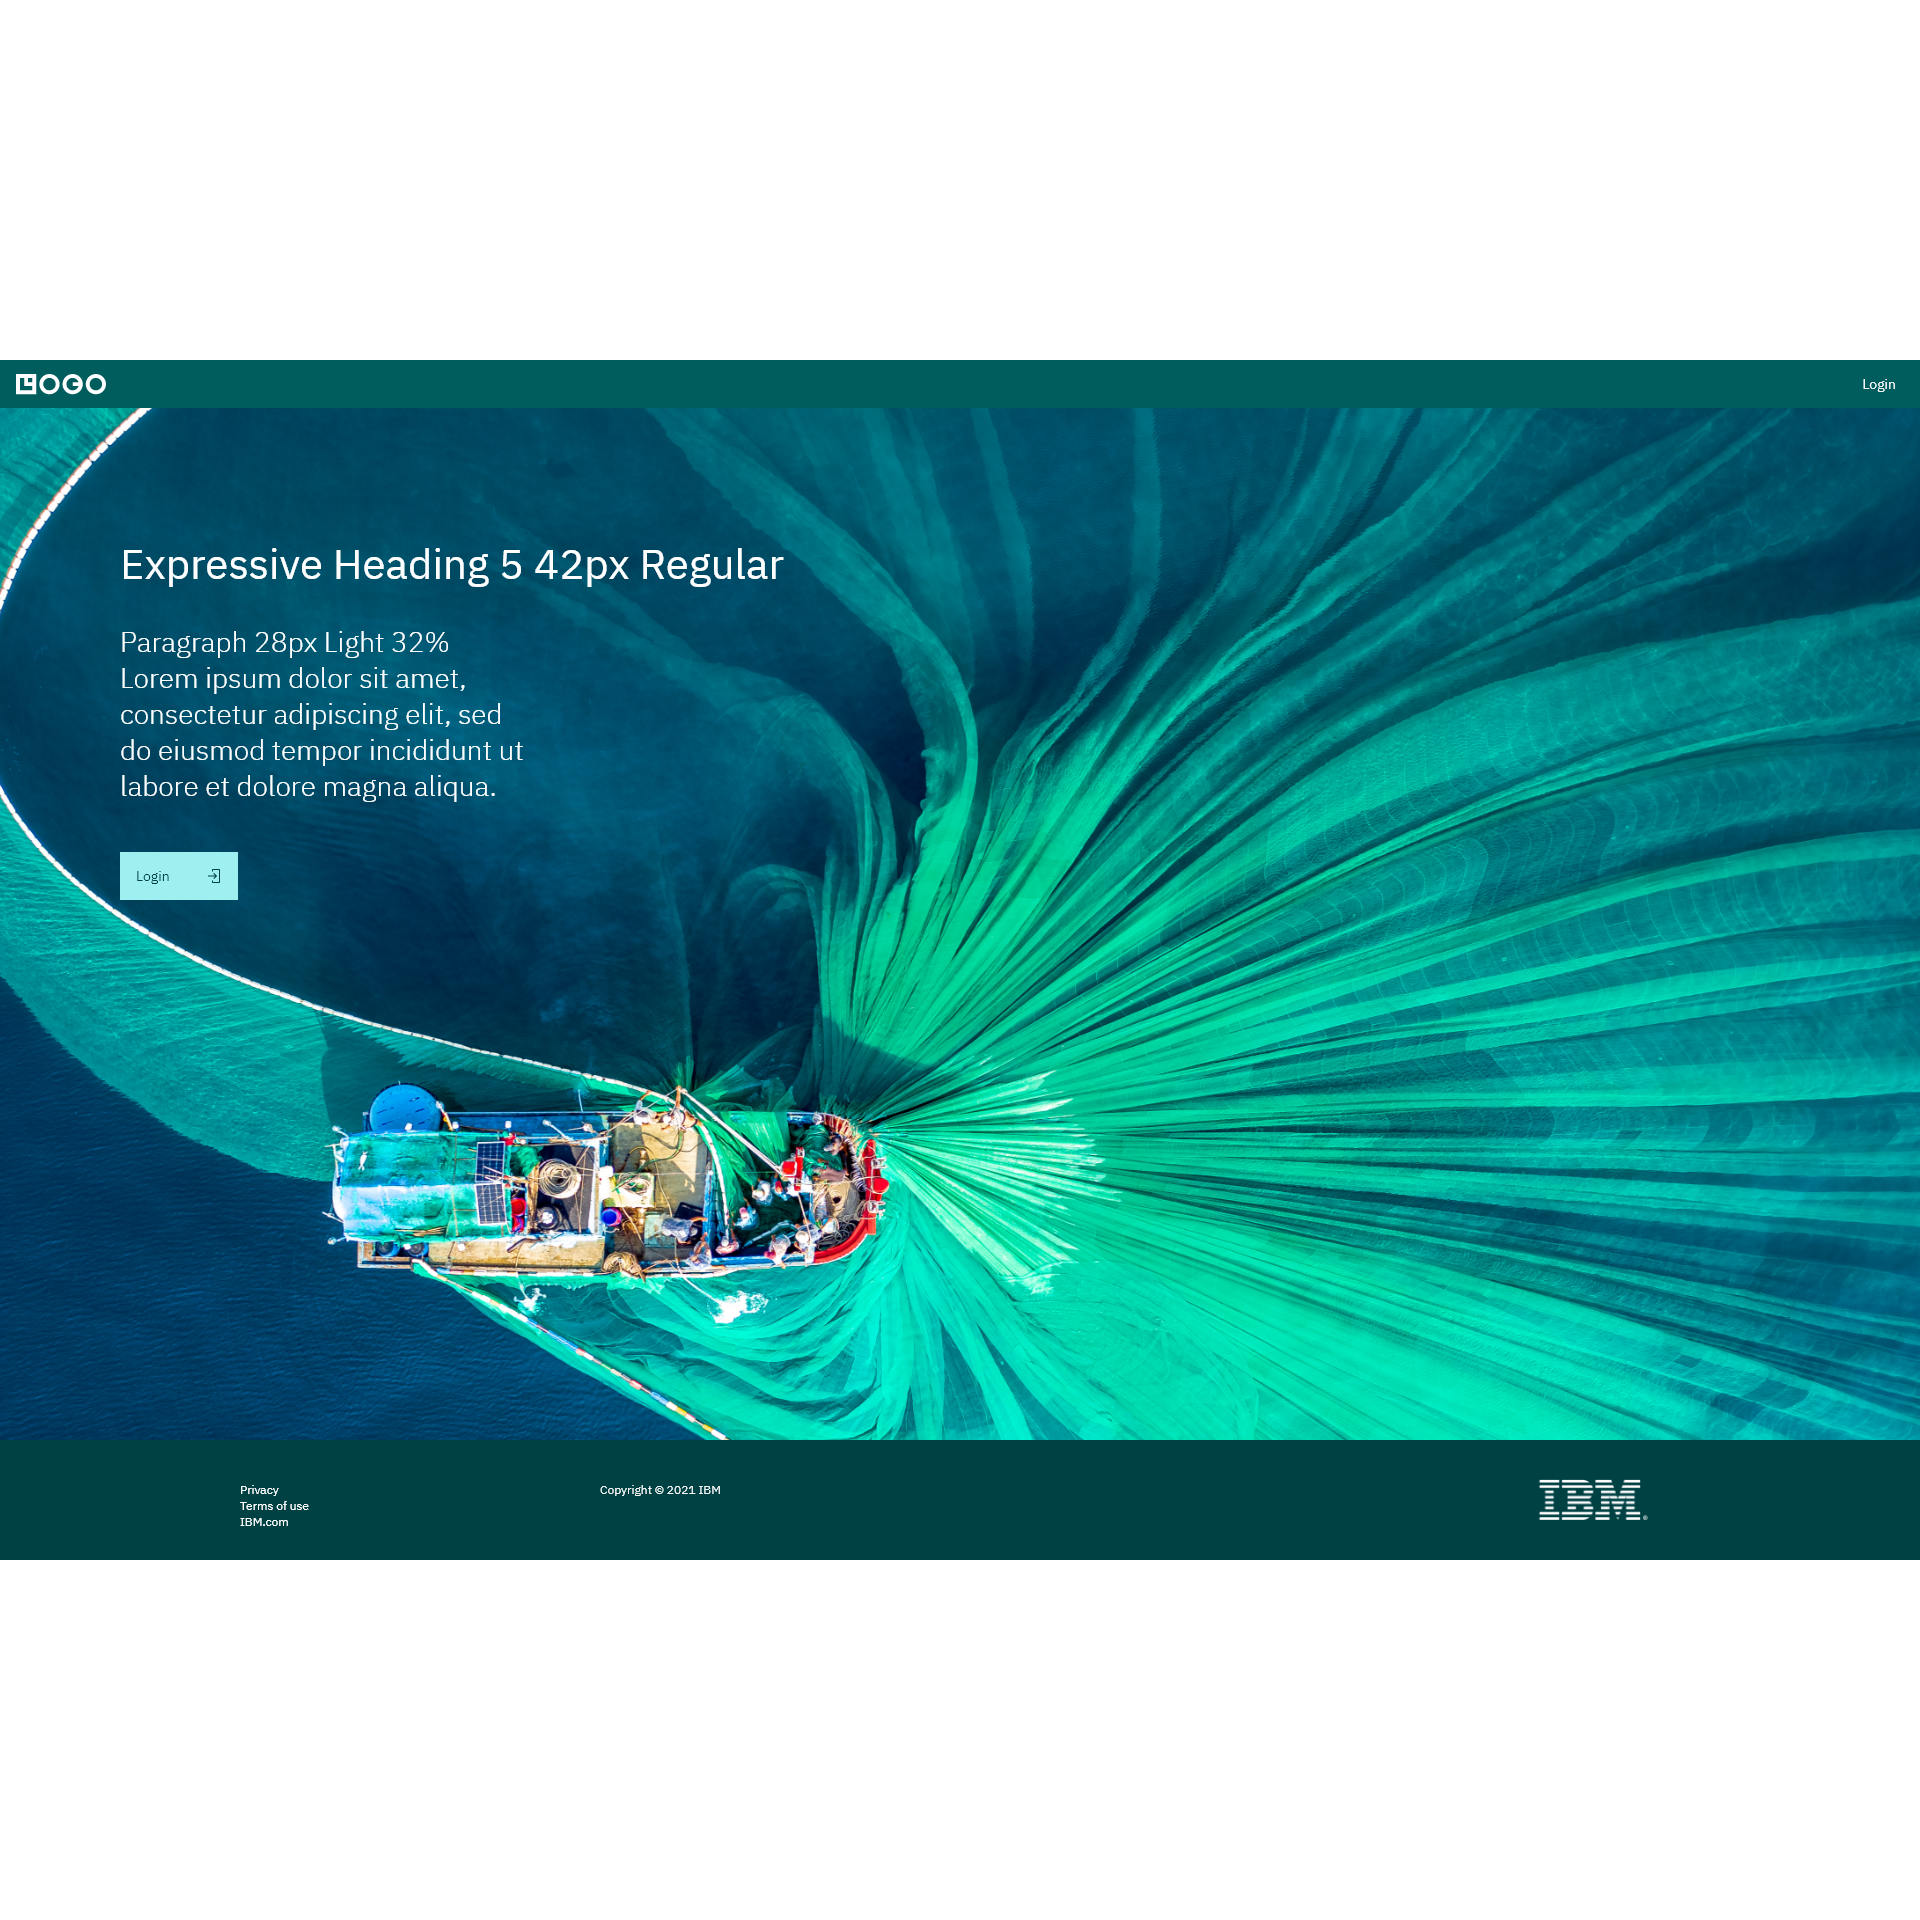 LOGO
Login
Expressive Heading 5 42px Regular
Paragraph 28px Light 32%
Lorem ipsum dolor sit amet,
consectetur adipiscing elit, sed
do eiusmod tempor incididunt ut
labore et dolore magna aliqua.
Login
Privacy
Terms of use
IBM.com
Copyright © 2021 IBM
IBM®